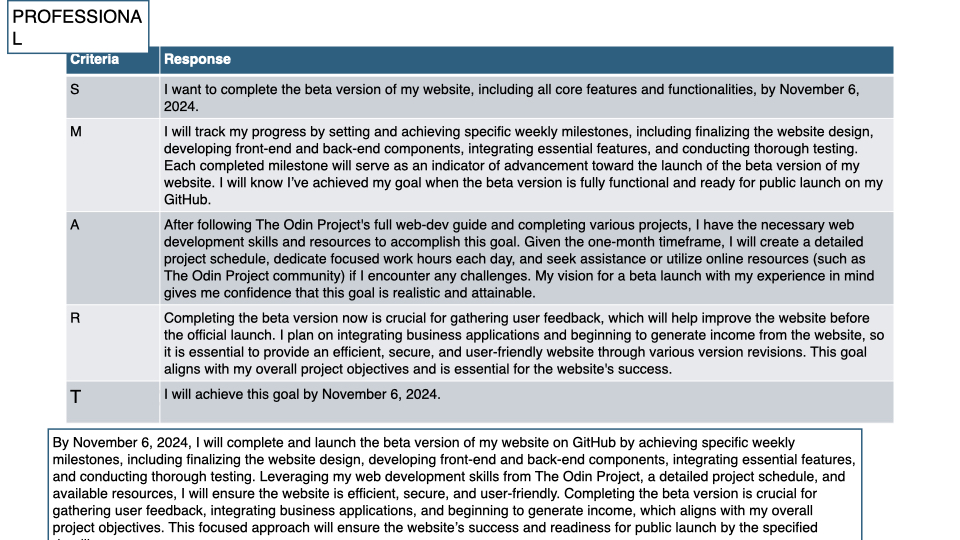 PROFESSIONA
L
Criteria Response
S I want to complete the beta version of my website, including all core features and functionalities, by November 6,
2024.
M I will track my progress by setting and achieving specific weekly milestones, including finalizing the website design,
developing front-end and back-end components, integrating essential features, and conducting thorough testing.
Each completed milestone will serve as an indicator of advancement toward the launch of the beta version of my
website. I will know I've achieved my goal when the beta version is fully functional and ready for public launch on my
GitHub.
A After following The Odin Project's full web-dev guide and completing various projects, I have the necessary web
development skills and resources to accomplish this goal. Given the one-month timeframe, I will create a detailed
project schedule, dedicate focused work hours each day, and seek assistance or utilize online resources (such as
The Odin Project community) if I encounter any challenges. My vision for a beta launch with my experience in mind
gives me confidence that this goal is realistic and attainable.
R Completing the beta version now is crucial for gathering user feedback, which will help improve the website before
the official launch. I plan on integrating business applications and beginning to generate income from the website, so
it is essential to provide an efficient, secure, and user-friendly website through various version revisions. This goal
aligns with my overall project objectives and is essential for the website's success.
T I will achieve this goal by November 6, 2024.
By November 6, 2024, I will complete and launch the beta version of my website on GitHub by achieving specific weekly
milestones, including finalizing the website design, developing front-end and back-end components, integrating essential features,
and conducting thorough testing. Leveraging my web development skills from The Odin Project, a detailed project schedule, and
available resources, I will ensure the website is efficient, secure, and user-friendly. Completing the beta version is crucial for
gathering user feedback, integrating business applications, and beginning to generate income, which aligns with my overall
project objectives. This focused approach will ensure the website's success and readiness for public launch by the specified